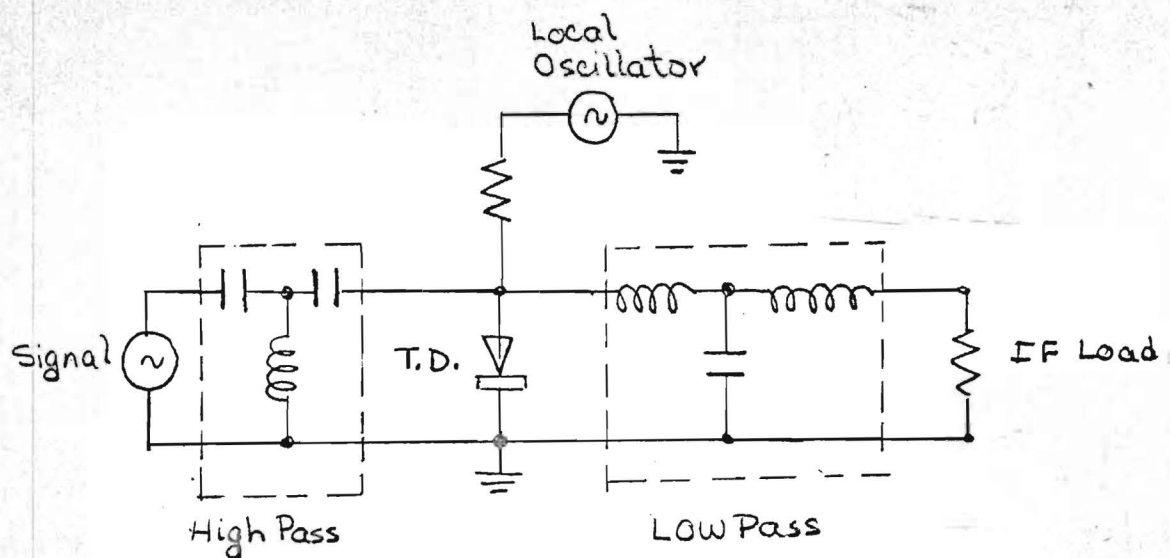 Local
Oscillator
Signal
T.D.
IF Load
High Pass
Low Pass